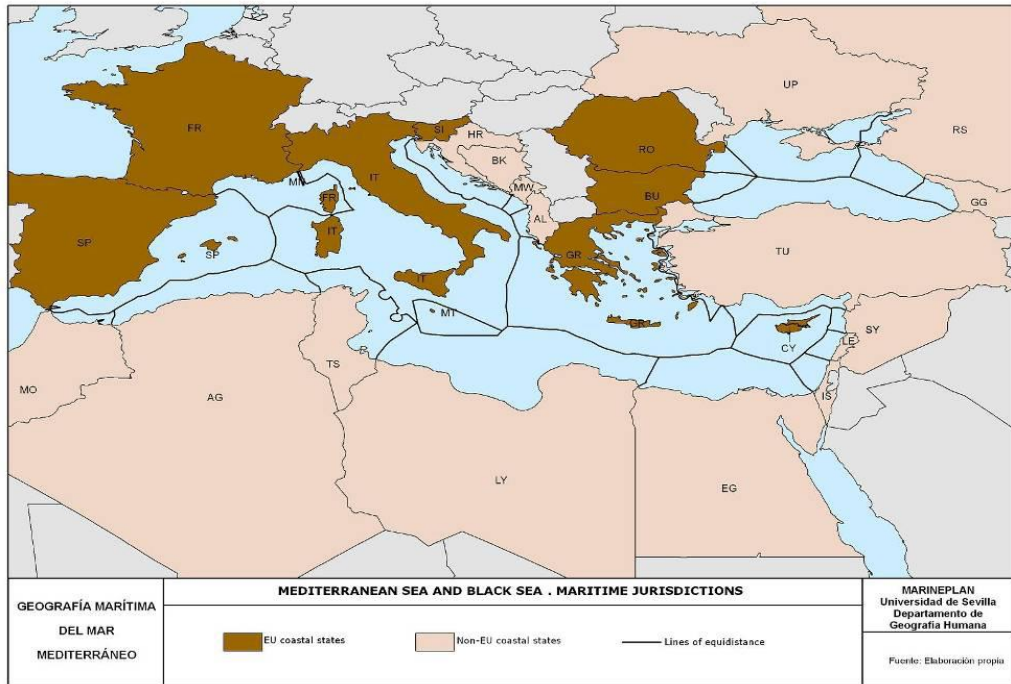 UP
FR
SI
HR
RO
RS
BK
MN
IT
MW
BU
GG
FR
AL
SP
IT
GR
TU
SP
IT
MT
GR
CY
LE
SY
TS
IS
MO
AG
LY
EG
GEOGRAFÍA MARÍTIMA
DEL MAR
MEDITERRÁNEO
MEDITERRANEAN SEA AND BLACK SEA . MARITIME JURISDICTIONS
EU coastal states
Non-EU coastal states
Lines of equidistance
MARINEPLAN
Universidad de Sevilla
Departamento de
Geografía Humana
Fuente: Elaboración propia